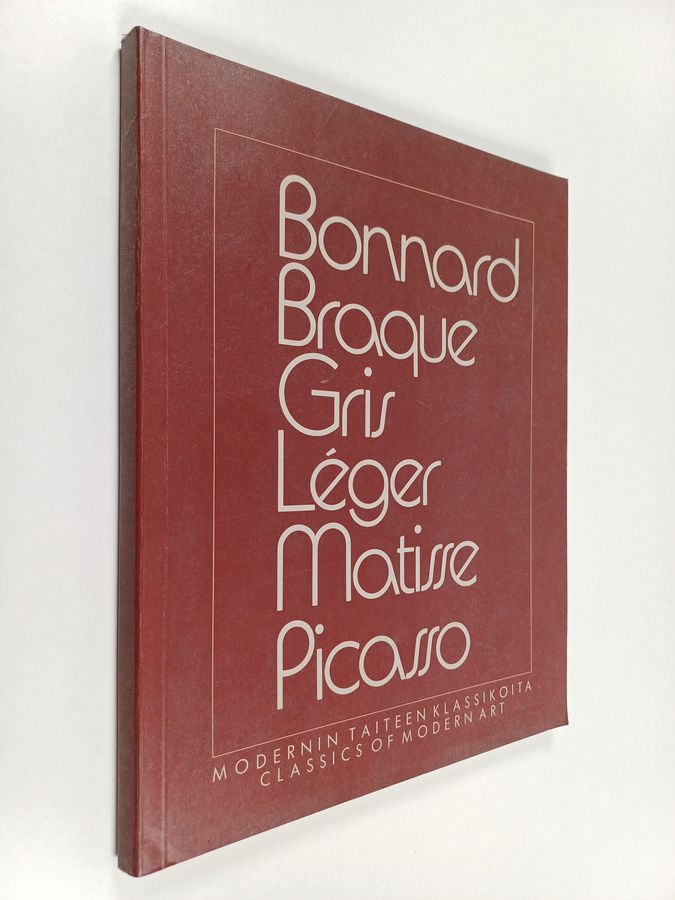 Bonnard
Braque
Gris
Léger
Matisse
Picasso
MODERNIN TAITEEN KLASSIKOITA
CLASSICS OF MODERN ART